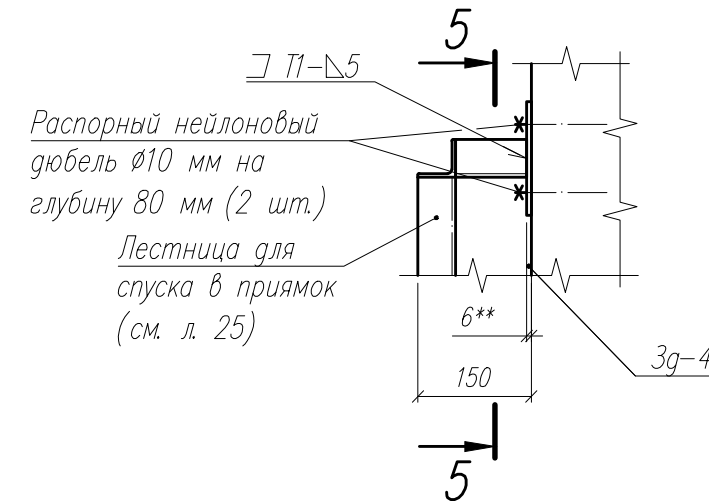 5
⊐ Т1-⊿5
Распорный нейлоновый
дюбель Ø10 мм на
глубину 80 мм (2 шт.)
Лестница для
спуска в приямок
(см. л. 25)
6**
Зд-4
150
5